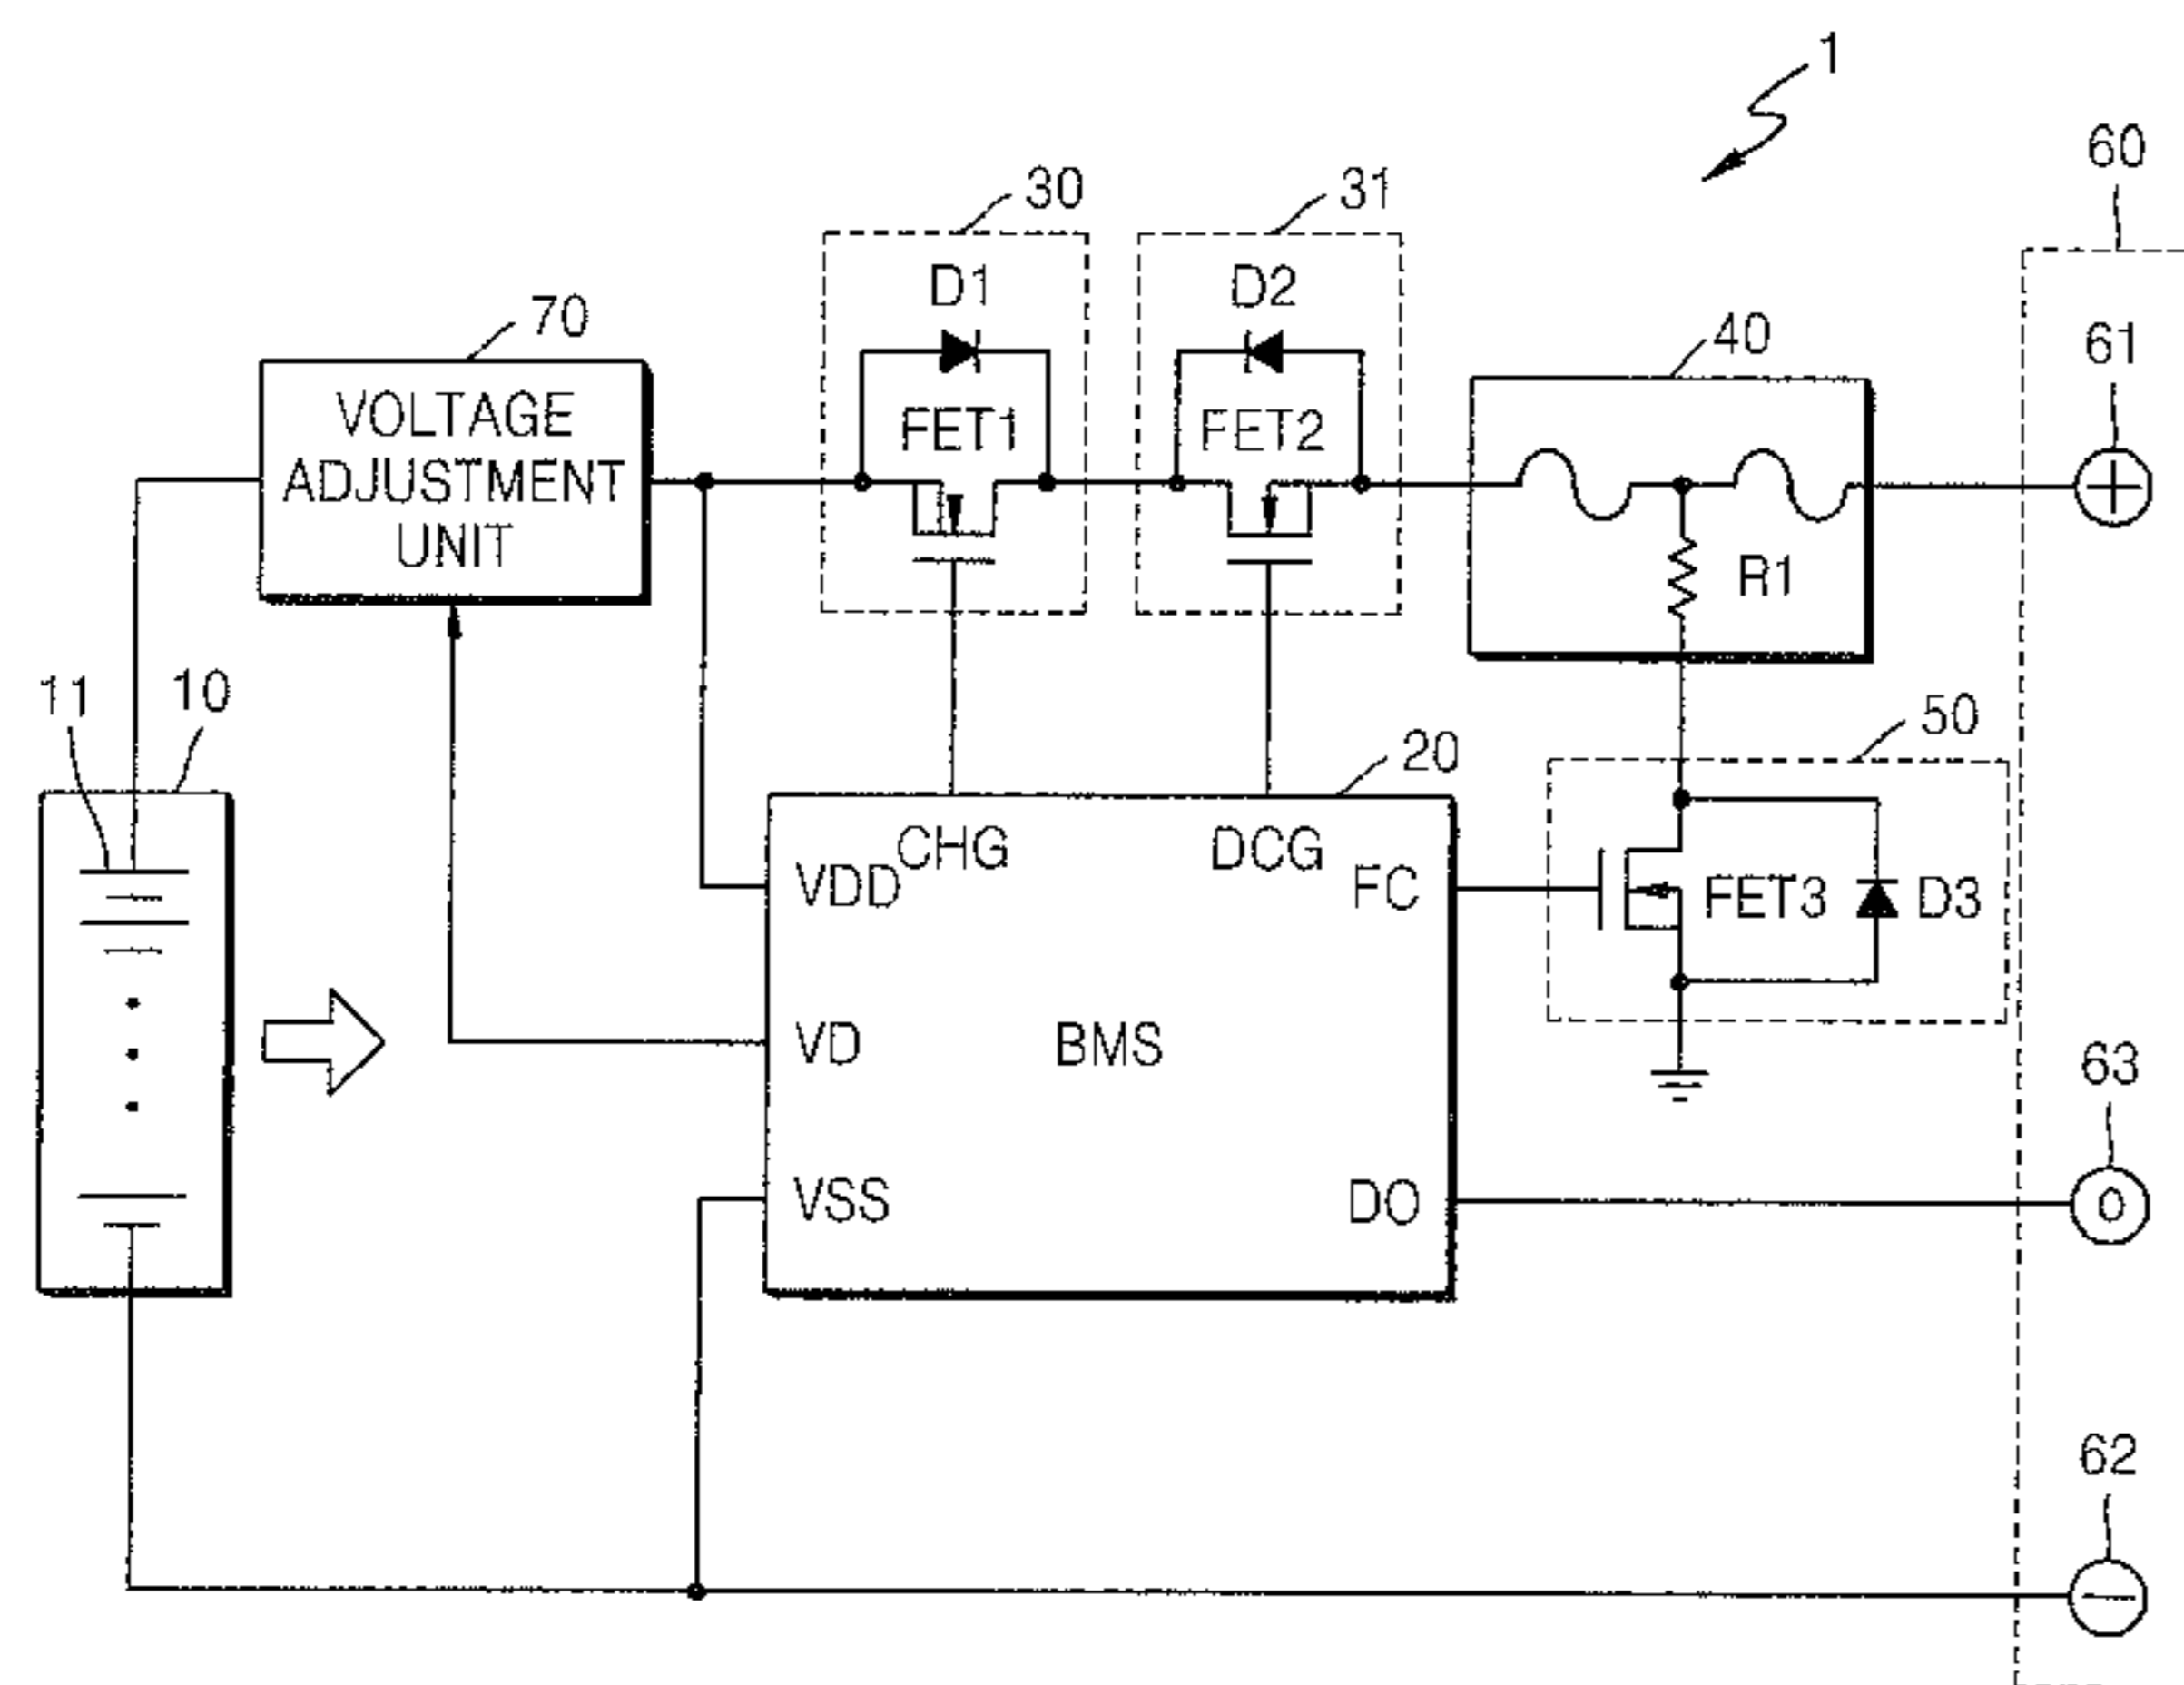 1
60
30
31
D1
D2
61
70
40
VOLTAGE
ADJUSTMENT
UNIT
FET1
FET2
R1
11
10
50
20
CHG
DCG
VDD
FC
FET3
D3
VD
BMS
63
VSS
DO
0
62